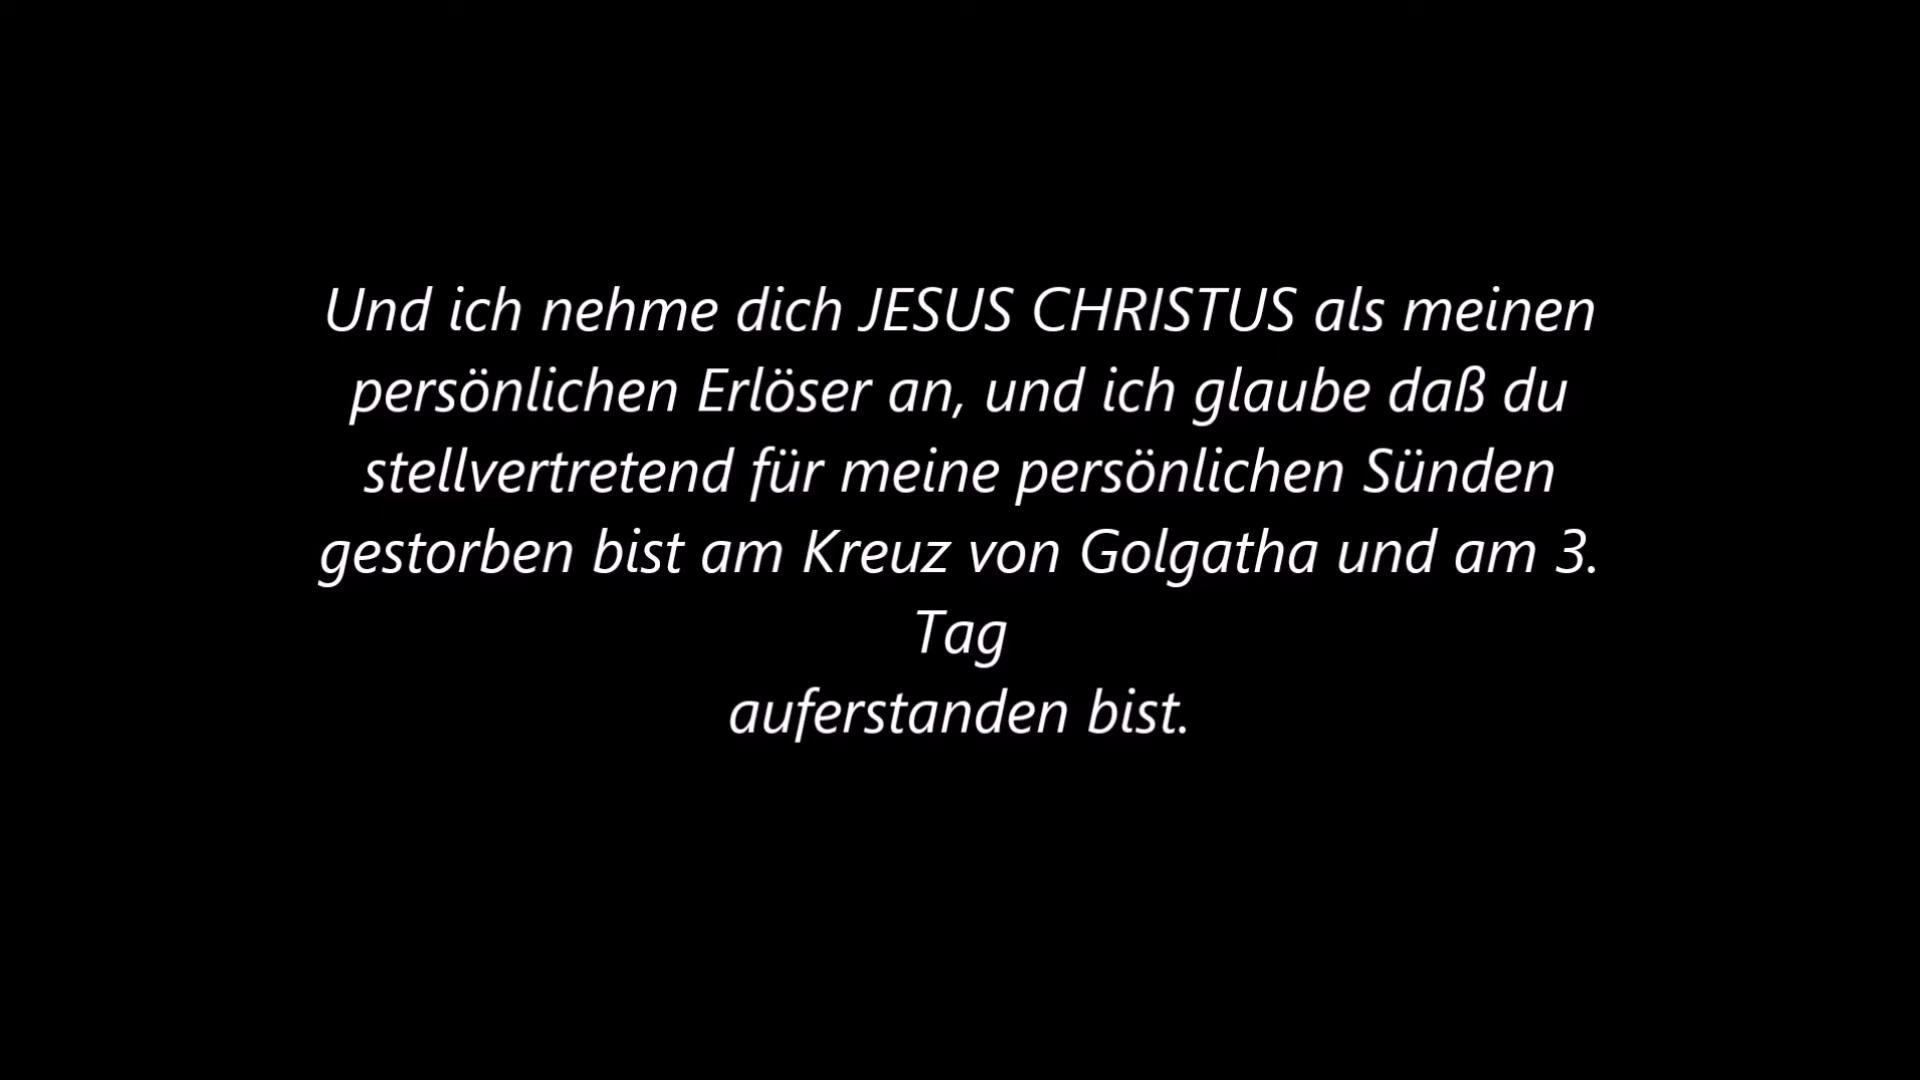 Und ich nehme dich JESUS CHRISTUS als meinen
persönlichen Erlöser an, und ich glaube daß du
stellvertretend für meine persönlichen Sünden
gestorben bist am Kreuz von Golgatha und am 3.
Tag
auferstanden bist.